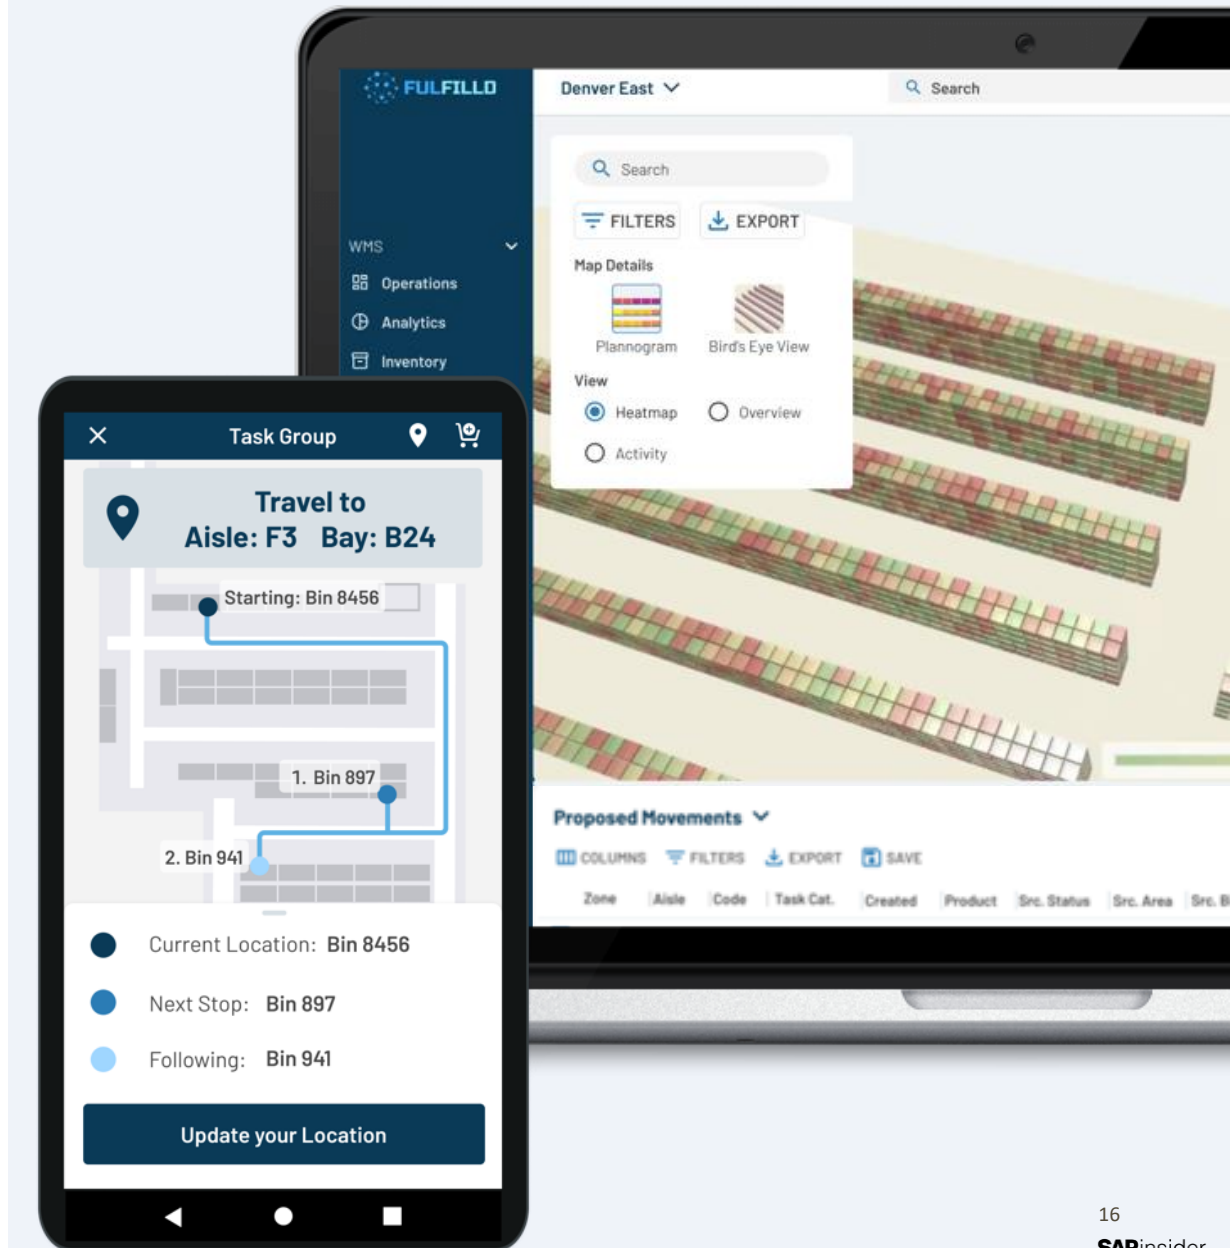 FULFILLD
Denver East
Search
Search
FILTERS
EXPORT
Map Details
Plannogram
Bird's Eye View
View
Heatmap
Overview
Activity
WMS
Operations
Analytics
Inventory
Proposed Movements
COLUMNS
FILTERS
EXPORT
SAVE
Zone
Aisle
Code
Task Cat.
Created
Product
Src. Status
Src. Area
Src. B
Task Group
Travel to
Aisle: F3 Bay: B24
Starting: Bin 8456
1. Bin 897
2. Bin 941
Current Location: Bin 8456
Next Stop: Bin 897
Following: Bin 941
Update your Location
16
SAPinsider